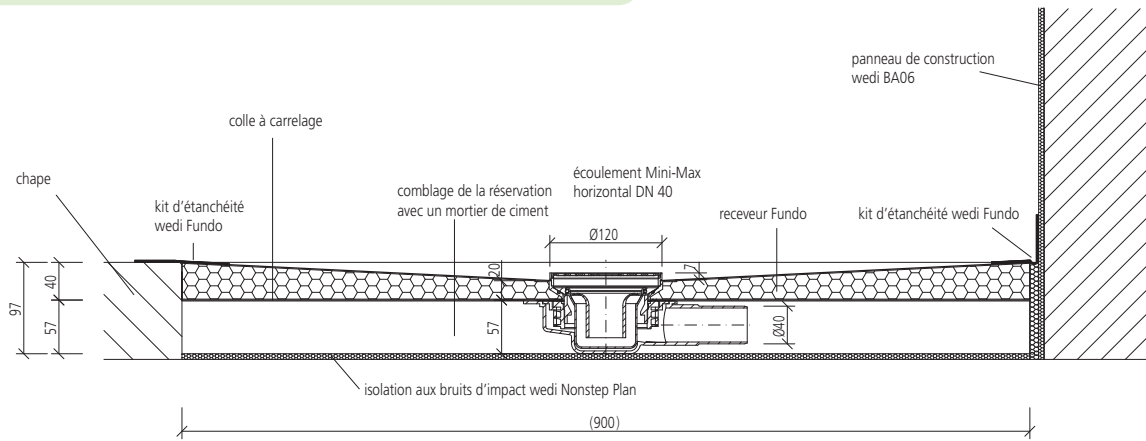 panneau de construction
wedi BA06
colle à carrelage
chape
kit d'étanchéité
wedi Fundo
comblage de la réservation
avec un mortier de ciment
écoulement Mini-Max
horizontal DN 40
receveur Fundo
kit d'étanchéité wedi Fundo
Ø120
20
7
97
40
57
57
Ø40
isolation aux bruits d'impact wedi Nonstep Plan
(900)